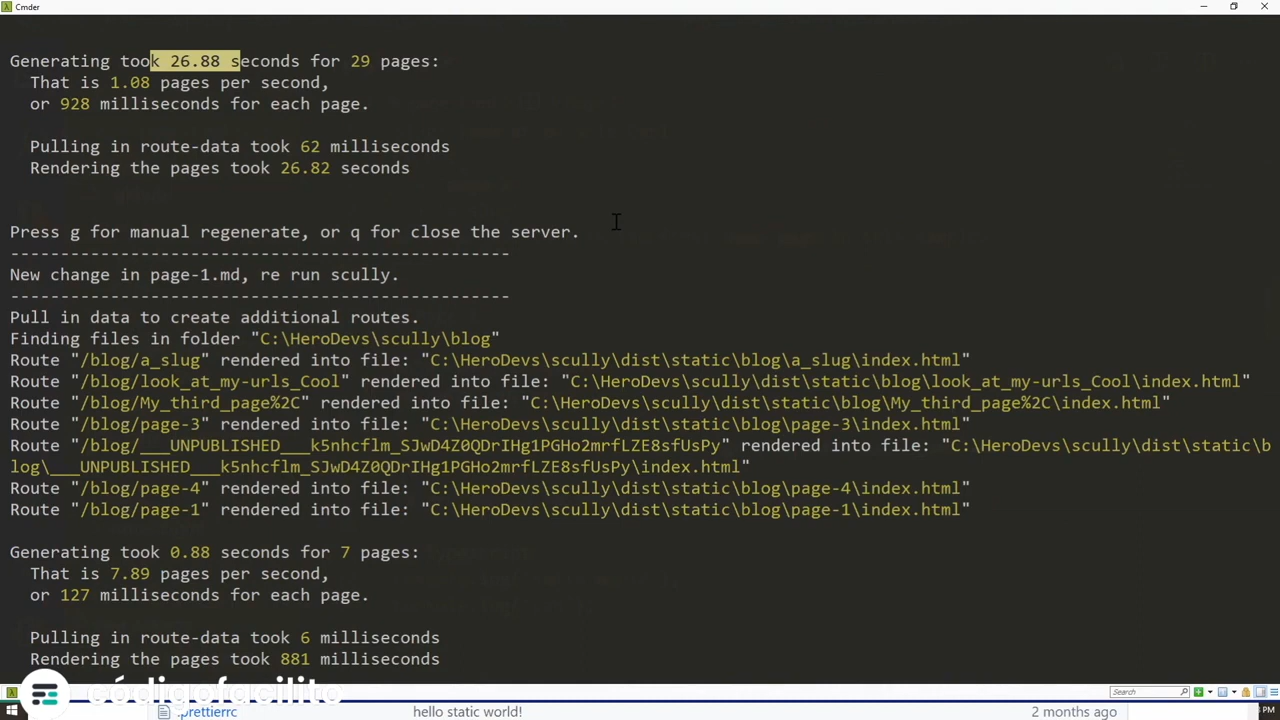 Cmder
Generating took 26.88 seconds for 29 pages:
That is 1.08 pages per second,
or 928 milliseconds for each page.
Pulling in route-data took 62 milliseconds
Rendering the pages took 26.82 seconds
Press g for manual regenerate, or q for close the server.
--------------------------------------------------
New change in page-1.md, re run scully.
--------------------------------------------------
Pull in data to create additional routes.
Finding files in folder "C:\HeroDevs\scully\blog"
Route "/blog/a_slug" rendered into file: "C:\HeroDevs\scully\dist\static\blog\a_slug\index.html"
Route "/blog/look_at_my-urls_Cool" rendered into file: "C:\HeroDevs\scully\dist\static\blog\look_at_my-urls_Cool\index.html"
Route "/blog/My_third_page%2C" rendered into file: "C:\HeroDevs\scully\dist\static\blog\My_third_page%2C\index.html"
Route "/blog/page-3" rendered into file: "C:\HeroDevs\scully\dist\static\blog\page-3\index.html"
Route "/blog/___UNPUBLISHED___k5nhcflm_SJwD4Z0QDrIHg1PGHo2mrfLZE8sfUsPy" rendered into file: "C:\HeroDevs\scully\dist\static\b
log\___UNPUBLISHED___k5nhcflm_SJwD4Z0QDrIHg1PGHo2mrfLZE8sfUsPy\index.html"
Route "/blog/page-4" rendered into file: "C:\HeroDevs\scully\dist\static\blog\page-4\index.html"
Route "/blog/page-1" rendered into file: "C:\HeroDevs\scully\dist\static\blog\page-1\index.html"
Generating took 0.88 seconds for 7 pages:
That is 7.89 pages per second,
or 127 milliseconds for each page.
Pulling in route-data took 6 milliseconds
Rendering the pages took 881 milliseconds
códigofacilito
Search
.prettierrc hello static world! 2 months ago
PM